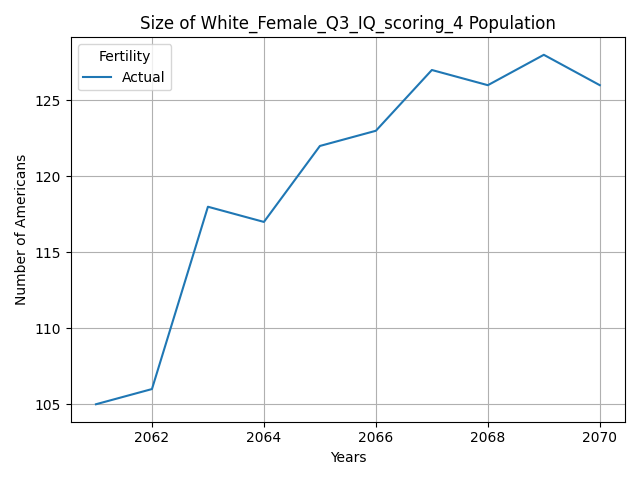 Size of White_Female_Q3_IQ_scoring_4 Population
Fertility
Actual
Number of Americans
125
120
115
110
105
2062 2064 2066 2068 2070
Years